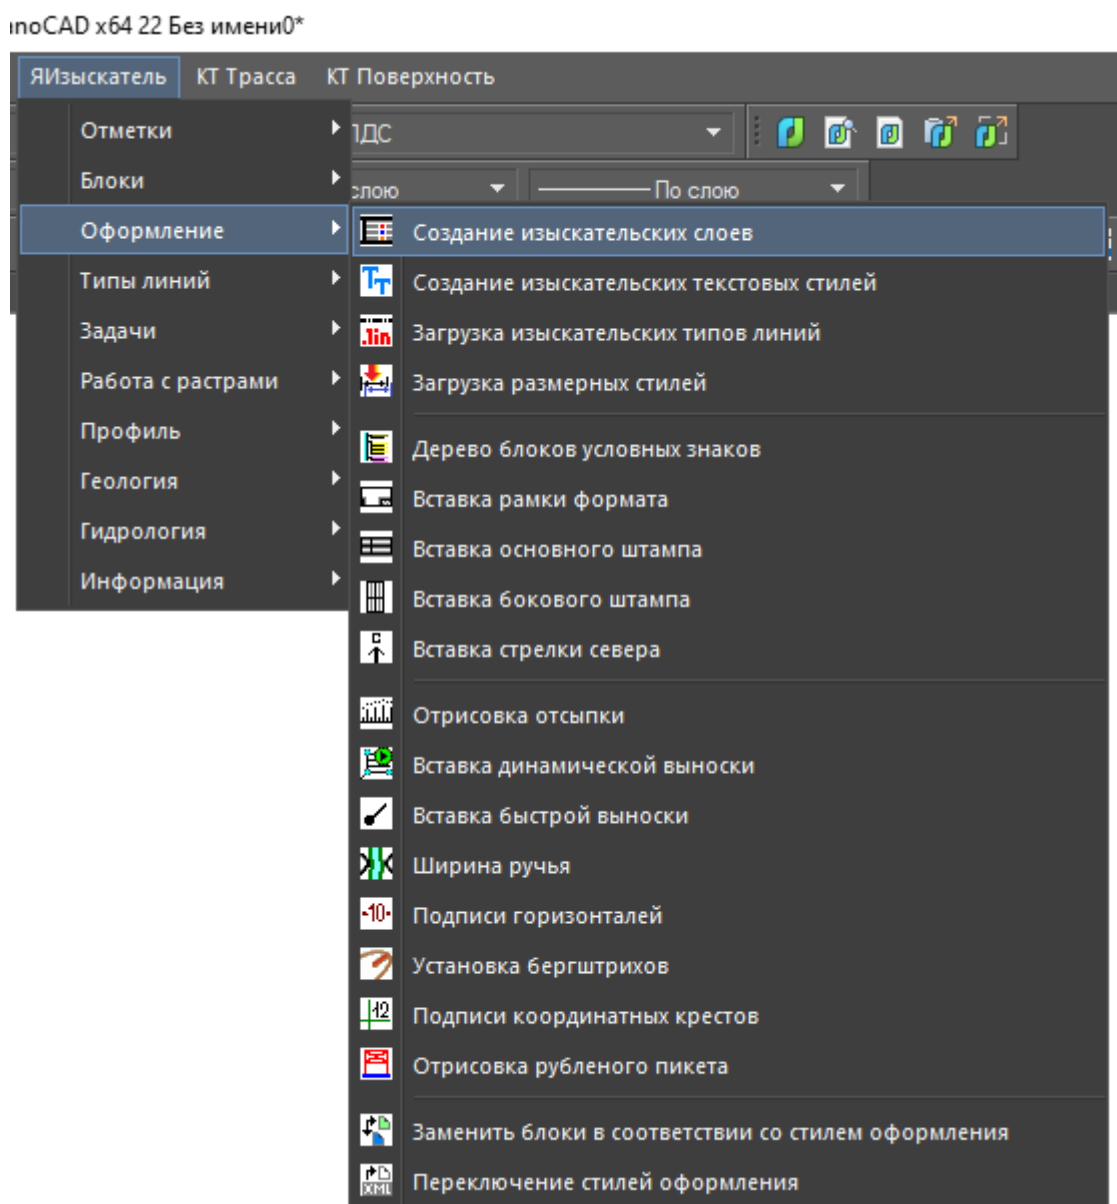 noCAD x64 22 Без имени0*
ЯИзыскатель КТ Трасса КТ Поверхность
Отметки
ПДС
Блоки
слою По слою
Оформление
Создание изыскательских слоев
Создание изыскательских текстовых стилей
Типы линий
Загрузка изыскательских типов линий
Задачи
Загрузка размерных стилей
Работа с растрами
Профиль
Дерево блоков условных знаков
Геология
Вставка рамки формата
Гидрология
Вставка основного штампа
Информация
Вставка бокового штампа
Вставка стрелки севера
Отрисовка отсыпки
Вставка динамической выноски
Вставка быстрой выноски
Ширина ручья
Подписи горизонталей
Установка бергштрихов
Подписи координатных крестов
Отрисовка рубленого пикета
Заменить блоки в соответствии со стилем оформления
Переключение стилей оформления